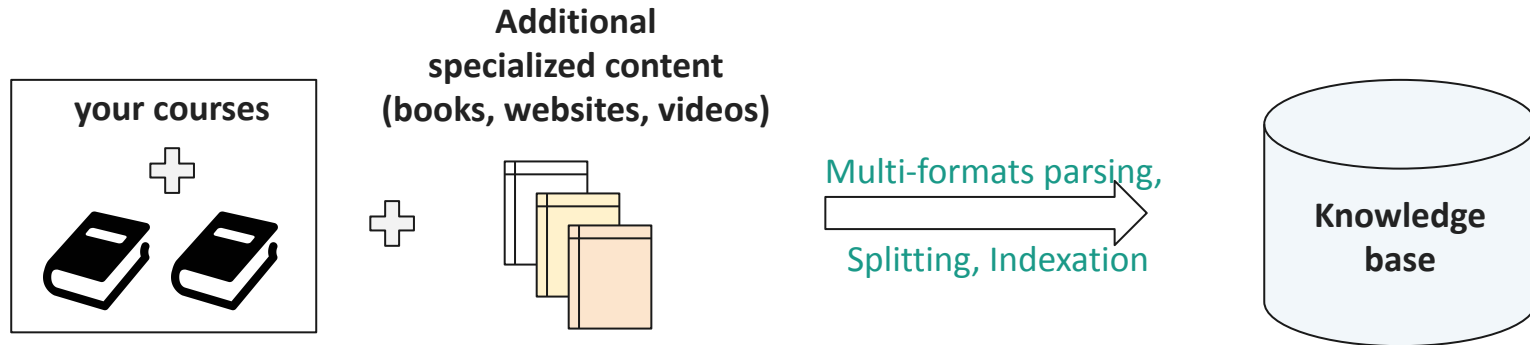 Additional
specialized content
(books, websites, videos)
your courses
Multi-formats parsing,
Splitting, Indexation
Knowledge
base